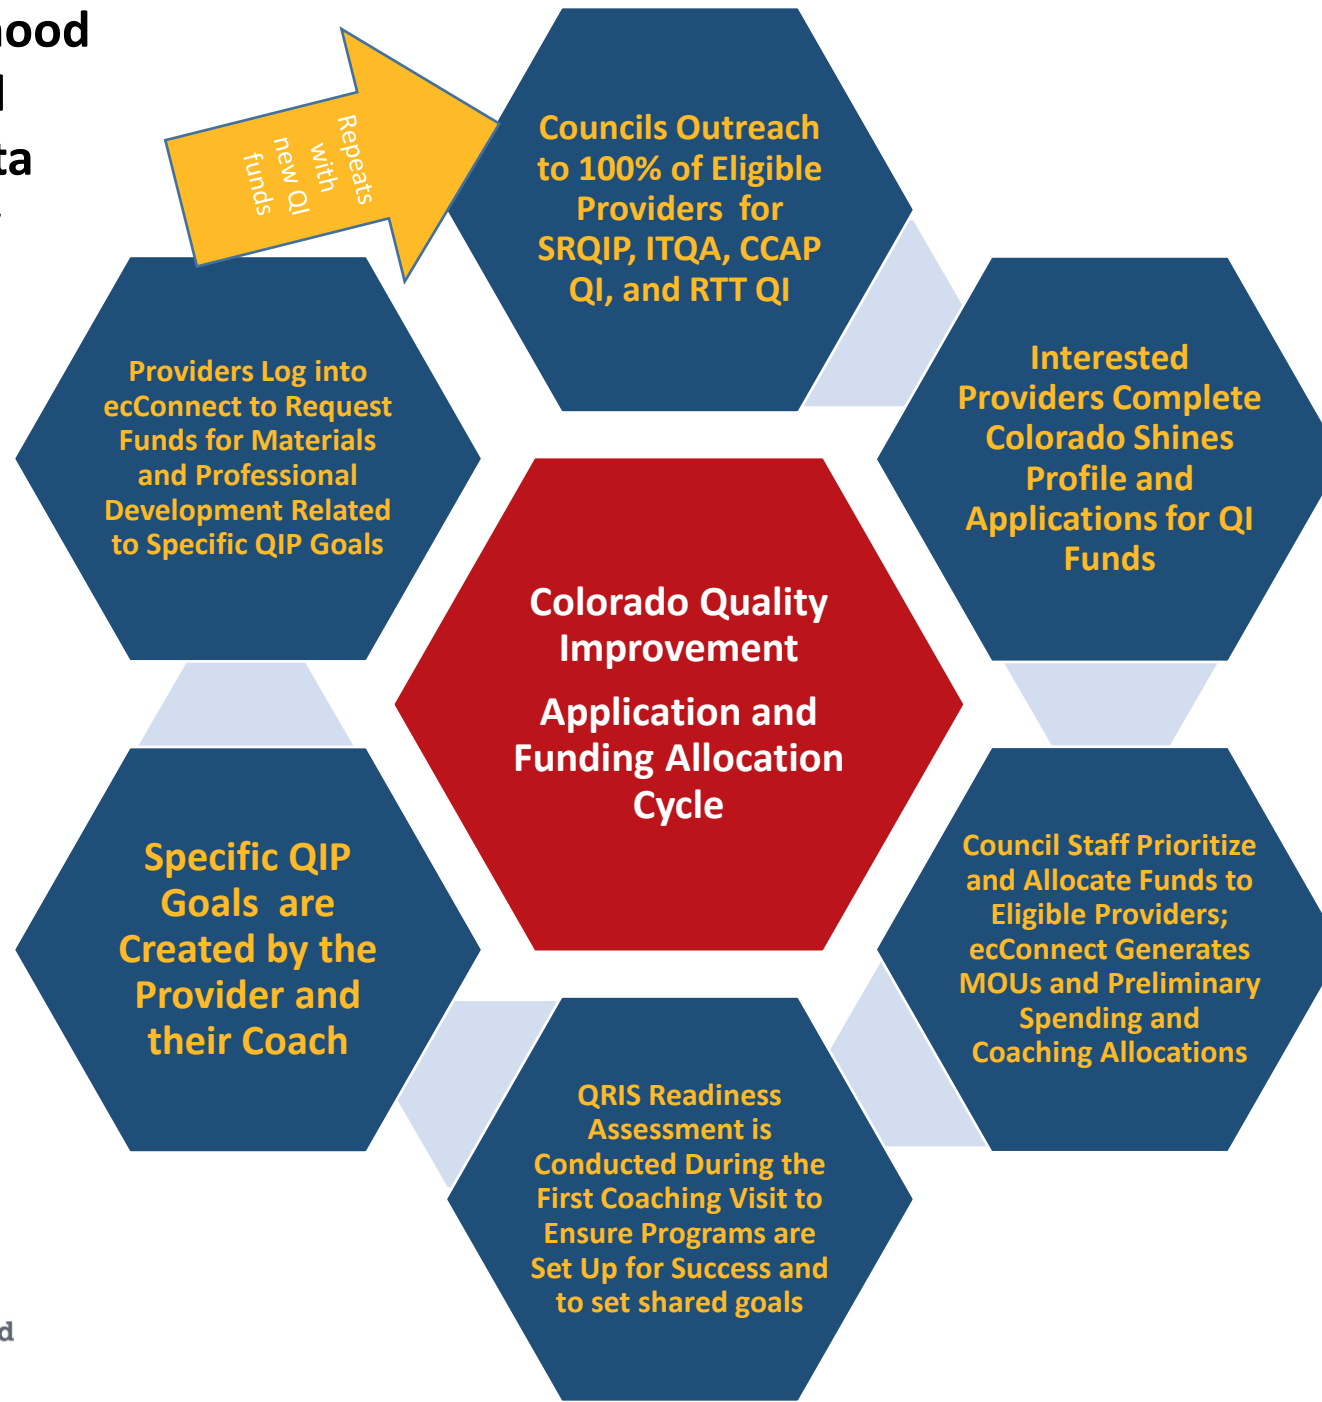 Repeats
with
new QI
funds
Councils Outreach
to 100% of Eligible
Providers for
SRQIP, ITQA, CCAP
QI, and RTT QI
Interested
Providers Complete
Colorado Shines
Profile and
Applications for QI
Funds
Council Staff Prioritize
and Allocate Funds to
Eligible Providers;
ecConnect Generates
MOUs and Preliminary
Spending and
Coaching Allocations
QRIS Readiness
Assessment is
Conducted During the
First Coaching Visit to
Ensure Programs are
Set Up for Success and
to set shared goals
Specific QIP
Goals are
Created by the
Provider and
their Coach
Providers Log into
ecConnect to Request
Funds for Materials
and Professional
Development Related
to Specific QIP Goals
Colorado Quality
Improvement
Application and
Funding Allocation
Cycle